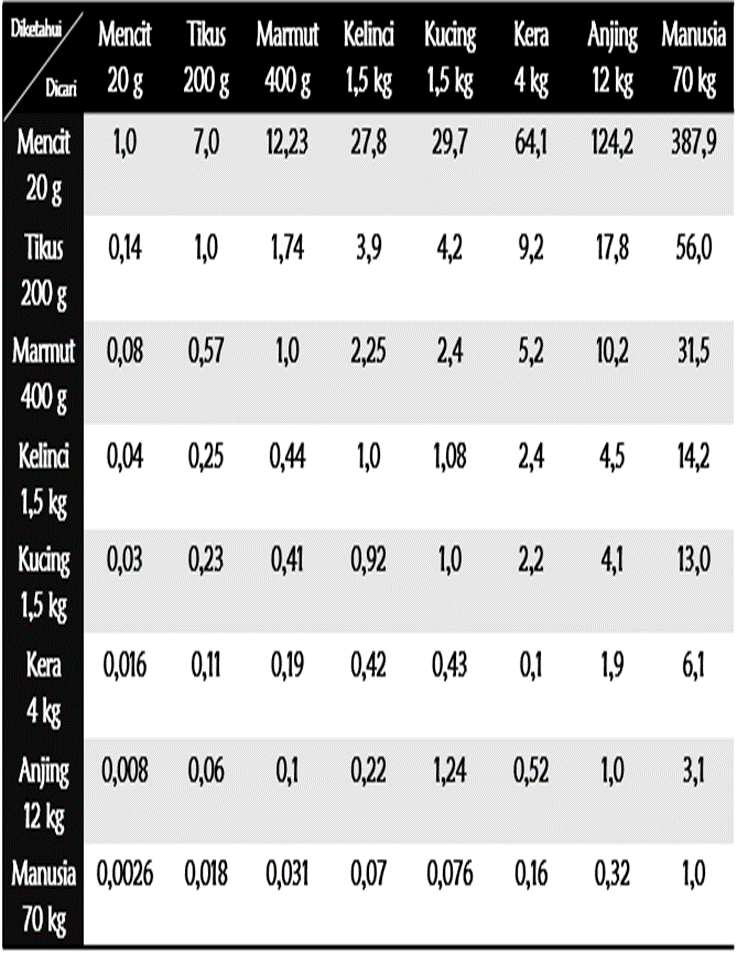 Diketahui
Dicari
Mencit Tikus Marmut Kelinci Kucing Kera Anjing Manusia
20 g 200 g 400 g 1,5 kg 1,5 kg 4 kg 12 kg 70 kg
Mencit 1,0 7,0 12,23 27,8 29,7 64,1 124,2 387,9
20 g
Tikus 0,14 1,0 1,74 3,9 4,2 9,2 17,8 56,0
200 g
Marmut 0,08 0,57 1,0 2,25 2,4 5,2 10,2 31,5
400 g
Kelinci 0,04 0,25 0,44 1,0 1,08 2,4 4,5 14,2
1,5 kg
Kucing 0,03 0,23 0,41 0,92 1,0 2,2 4,1 13,0
1,5 kg
Kera 0,016 0,11 0,19 0,42 0,43 0,1 1,9 6,1
4 kg
Anjing 0,008 0,06 0,1 0,22 1,24 0,52 1,0 3,1
12 kg
Manusia 0,0026 0,018 0,031 0,07 0,076 0,16 0,32 1,0
70 kg